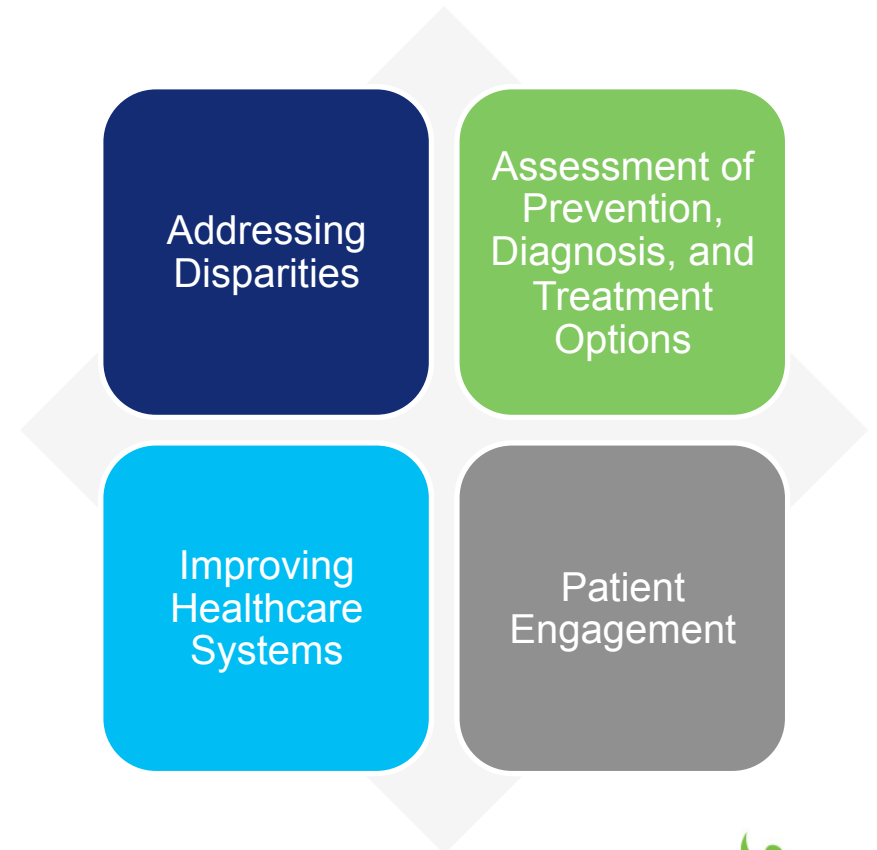 Addressing
Disparities
Assessment of
Prevention,
Diagnosis, and
Treatment
Options
Improving
Healthcare
Systems
Patient
Engagement